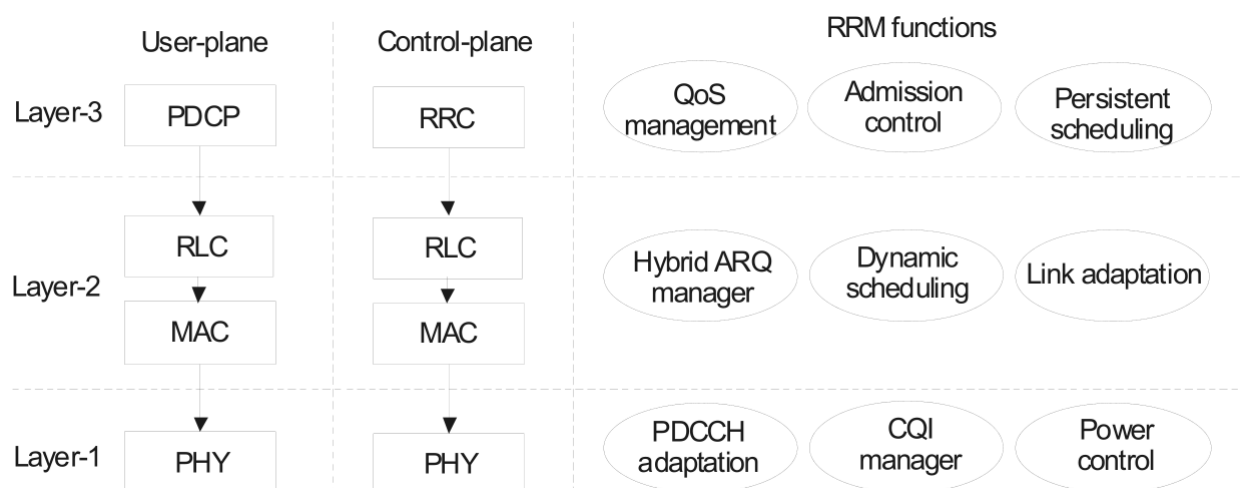 User-plane
Control-plane
RRM functions
Layer-3
PDCP
RRC
QoS
management
Admission
control
Persistent
scheduling
Layer-2
RLC
RLC
MAC
MAC
Hybrid ARQ
manager
Dynamic
scheduling
Link adaptation
Layer-1
PHY
PHY
PDCCH
adaptation
CQI
manager
Power
control